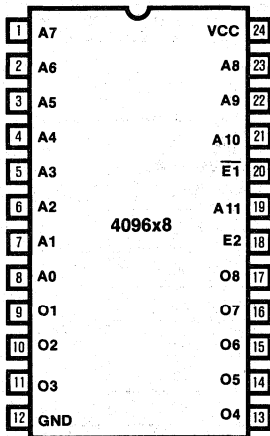 1 A7 VCC 24
2 A6 A8 23
3 A5 A9 22
4 A4 A10 21
5 A3 E1 20
6 A2 A11 19
4096x8
7 A1 E2 18
8 A0 O8 17
9 O1 O7 16
10 O2 O6 15
11 O3 O5 14
12 GND O4 13